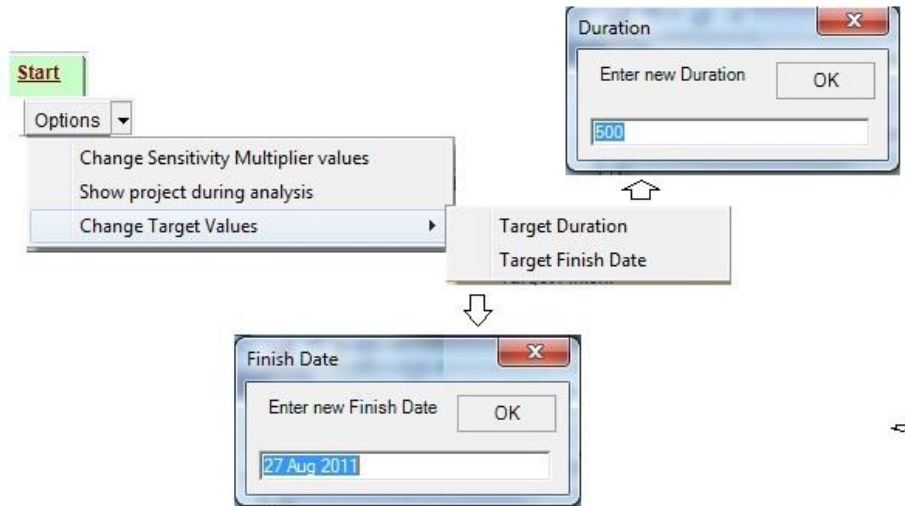 Start
Options
Change Sensitivity Multiplier values
Show project during analysis
Change Target Values
Target Duration
Target Finish Date
Duration
Enter new Duration
OK
500
Finish Date
Enter new Finish Date
OK
27 Aug 2011